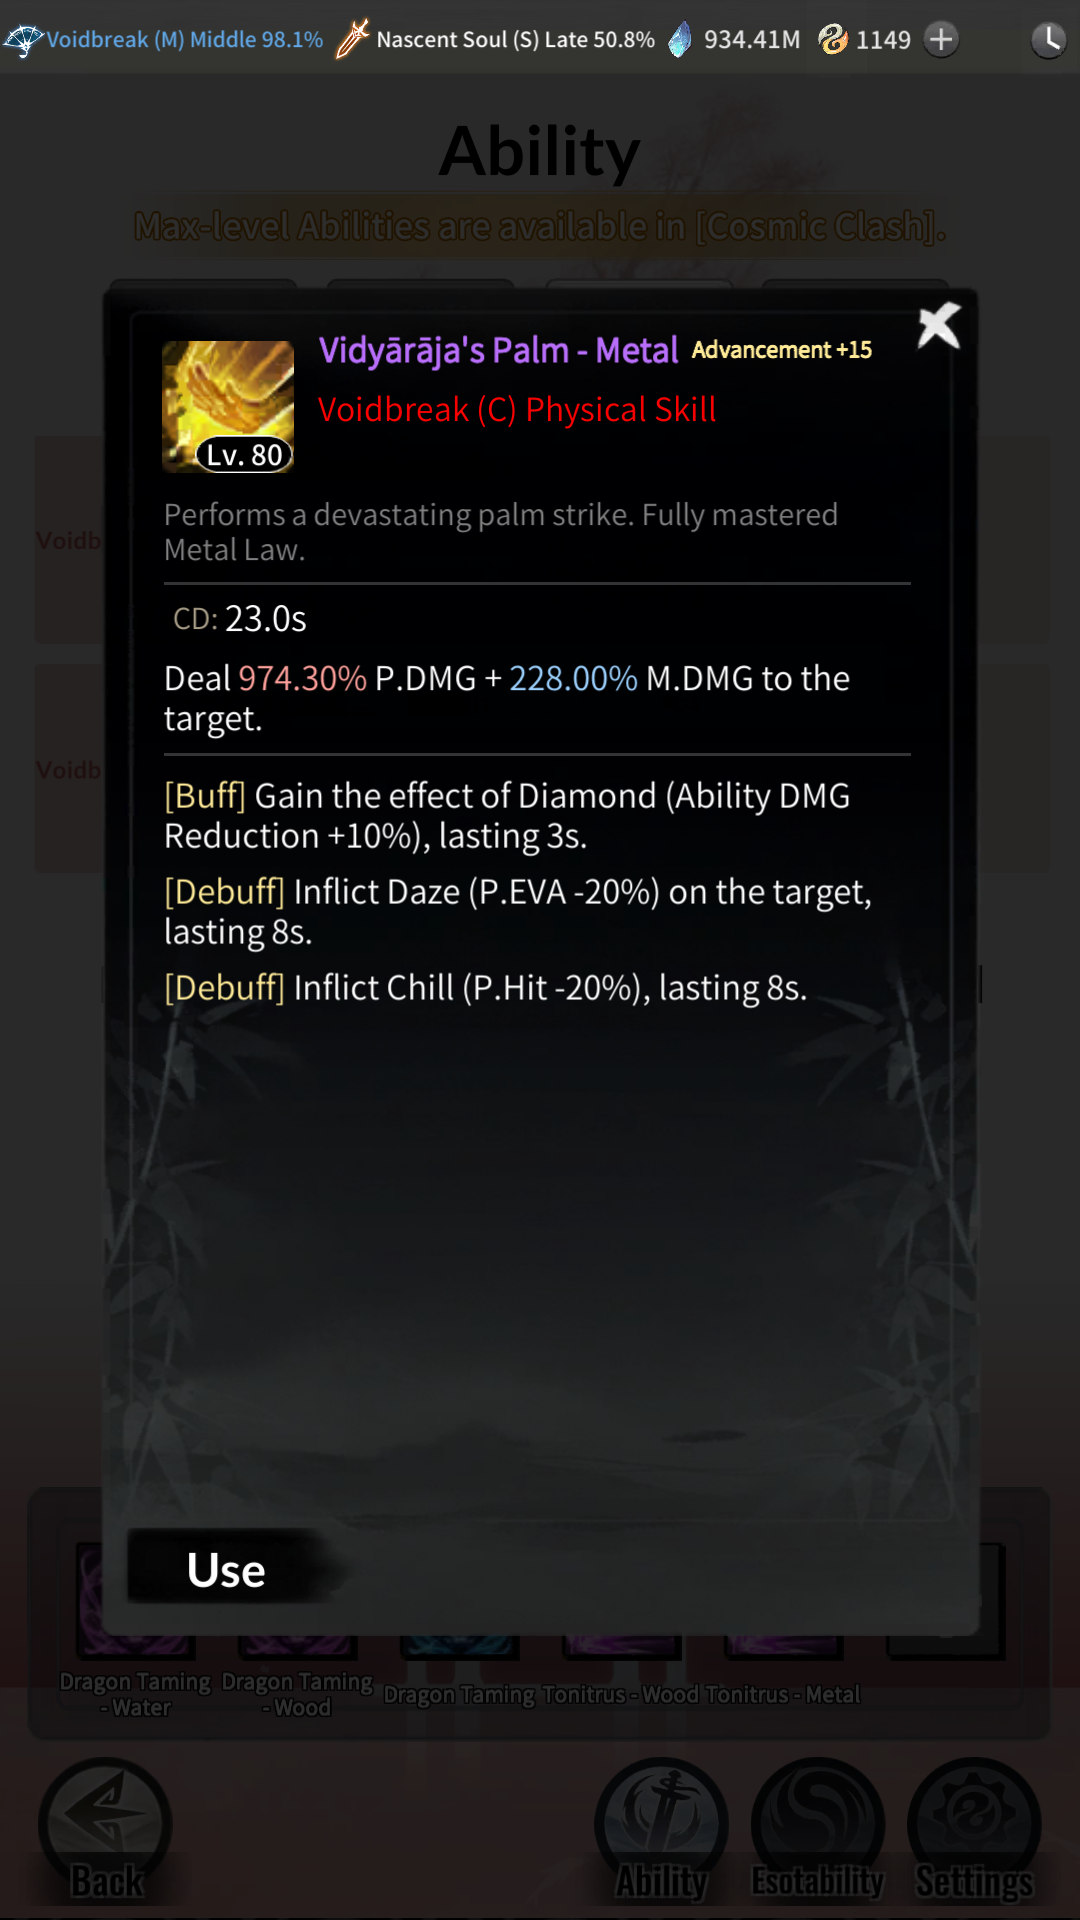 Voidbreak (M) Middle 98.1% Nascent Soul (S) Late 50.8% 934.41M 1149
Ability
Max-level Abilities are available in [Cosmic Clash].
Vidyārāja's Palm - Metal Advancement +15
Voidbreak (C) Physical Skill
Lv. 80
Performs a devastating palm strike. Fully mastered
Metal Law.
Voidb
CD: 23.0s
Deal 974.30% P.DMG + 228.00% M.DMG to the
target.
Voidb
[Buff] Gain the effect of Diamond (Ability DMG
Reduction +10%), lasting 3s.
[Debuff] Inflict Daze (P.EVA -20%) on the target,
lasting 8s.
[Debuff] Inflict Chill (P.Hit -20%), lasting 8s.
Use
Dragon Taming - Water
Dragon Taming - Wood
Dragon Taming
Tonitrus - Wood
Tonitrus - Metal
Back
Ability
Esotability
Settings